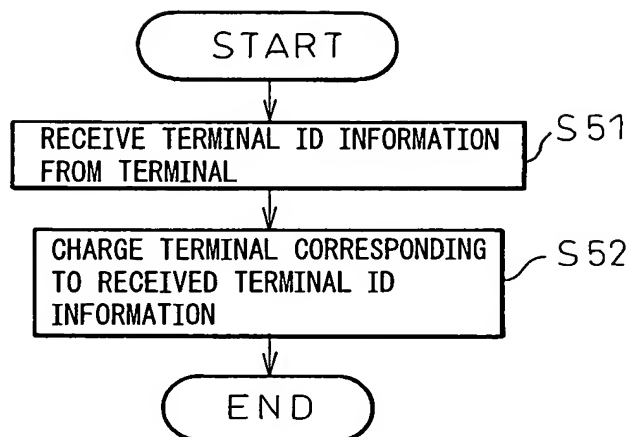 START
RECEIVE TERMINAL ID INFORMATION
FROM TERMINAL
S51
CHARGE TERMINAL CORRESPONDING
TO RECEIVED TERMINAL ID
INFORMATION
S52
END